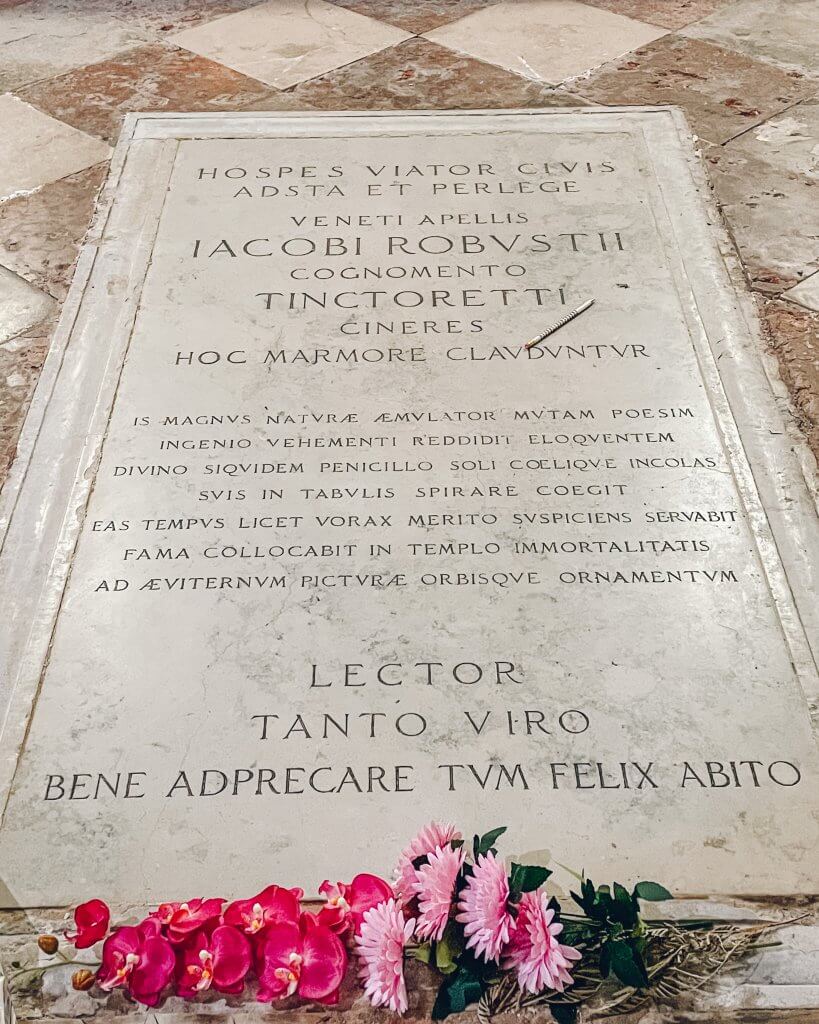 HOSPES VIATOR CIVIS
ADSTA ET PERLEGE
VENETI APELLIS
IACOBI ROBVSTII
COGNOMENTO
TINCTORETTI
CINERES
HOC MARMORE CLAVDVNTVR
IS MAGNVS NATVRÆ ÆMVLATOR MVTAM POESIM
INGENIO VEHEMENTI REDDIDIT ELOQVENTEM
DIVINO SIQVIDEM PENICILLO SOLI CŒLIQVE INCOLAS
SVIS IN TABVLIS SPIRARE COEGIT
EAS TEMPVS LICET VORAX MERITO SVSPICIENS SERVABIT
FAMA COLLOCABIT IN TEMPLO IMMORTALITATIS
AD ÆVITERNVM PICTVRÆ ORBISQVE ORNAMENTVM
LECTOR
TANTO VIRO
BENE ADPRECARE TVM FELIX ABITO